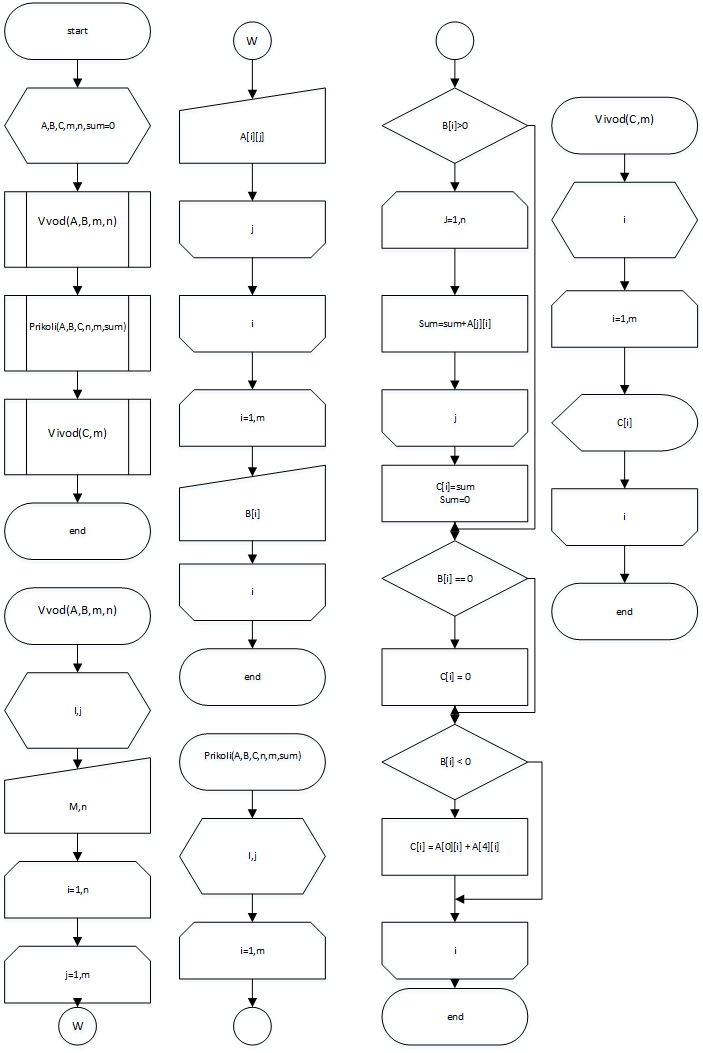 start
A,B,C,m,n,sum=0
Vvod(A,B,m,n)
Prikoli(A,B,C,n,m,sum)
Vivod(C,m)
end
Vvod(A,B,m,n)
I,j
M,n
i=1,n
j=1,m
W
W
A[i][j]
j
i
i=1,m
B[i]
i
end
Prikoli(A,B,C,n,m,sum)
I,j
i=1,m
B[i]>0
J=1,n
Sum=sum+A[j][i]
j
C[i]=sum
Sum=0
B[i] == 0
C[i] = 0
B[i] < 0
C[i] = A[0][i] + A[4][i]
i
end
Vivod(C,m)
i
i=1,m
C[i]
i
end